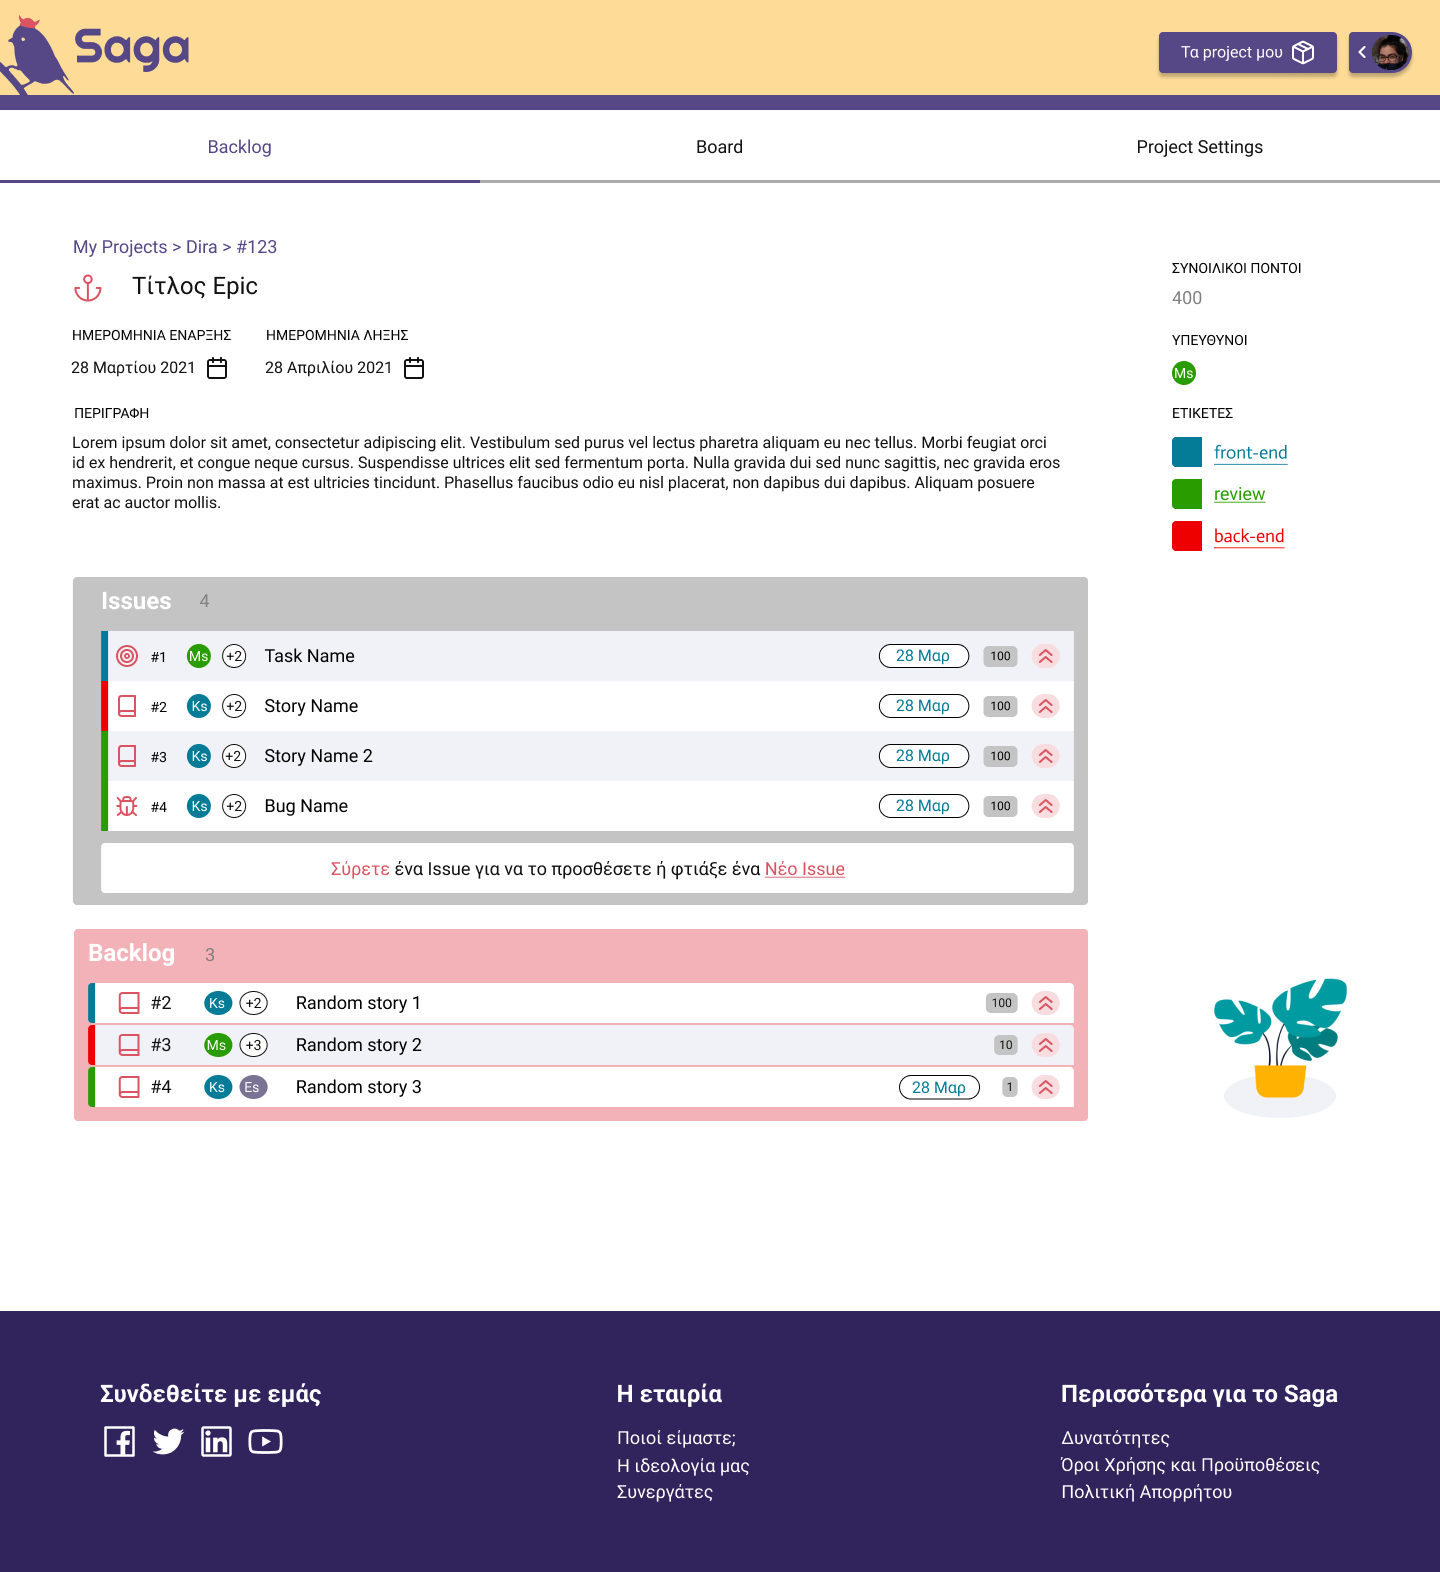 Saga
Τα project μου
Backlog
Board
Project Settings
My Projects > Dira > #123
Τίτλος Epic
ΗΜΕΡΟΜΗΝΙΑ ΕΝΑΡΞΗΣ
ΗΜΕΡΟΜΗΝΙΑ ΛΗΞΗΣ
28 Μαρτίου 2021
28 Απριλίου 2021
ΠΕΡΙΓΡΑΦΗ
Lorem ipsum dolor sit amet, consectetur adipiscing elit. Vestibulum sed purus vel lectus pharetra aliquam eu nec tellus. Morbi feugiat orci
id ex hendrerit, et congue neque cursus. Suspendisse ultrices elit sed fermentum porta. Nulla gravida dui sed nunc sagittis, nec gravida eros
maximus. Proin non massa at est ultricies tincidunt. Phasellus faucibus odio eu nisl placerat, non dapibus dui dapibus. Aliquam posuere
erat ac auctor mollis.
ΣΥΝΟΙΛΙΚΟΙ ΠΟΝΤΟΙ
400
ΥΠΕΥΘΥΝΟΙ
Ms
ΕΤΙΚΕΤΕΣ
front-end
review
back-end
Issues 4
#1 Ms +2 Task Name 28 Μαρ 100
#2 Ks +2 Story Name 28 Μαρ 100
#3 Ks +2 Story Name 2 28 Μαρ 100
#4 Ks +2 Bug Name 28 Μαρ 100
Σύρετε ένα Issue για να το προσθέσετε ή φτιάξε ένα Νέο Issue
Backlog 3
#2 Ks +2 Random story 1 100
#3 Ms +3 Random story 2 10
#4 Ks Es Random story 3 28 Μαρ 1
Συνδεθείτε με εμάς
Η εταιρία
Ποιοί είμαστε;
Η ιδεολογία μας
Συνεργάτες
Περισσότερα για το Saga
Δυνατότητες
Όροι Χρήσης και Προϋποθέσεις
Πολιτική Απορρήτου